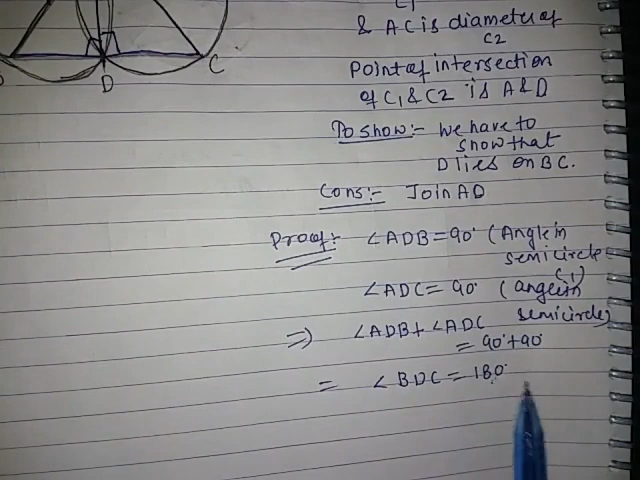 C1
& AC is diameter of
C2
Point of intersection
of C1 & C2 is A & D
To show:- we have to
show that
D lies on BC.
Cons:- Join AD
Proof:- ∠ADB=90° (Angle in
semicircle
C1)
∠ADC= 90° (angle in
semicircle)
=> ∠ADB+∠ADC
= 90°+90°
= ∠BDC=180°
D
C